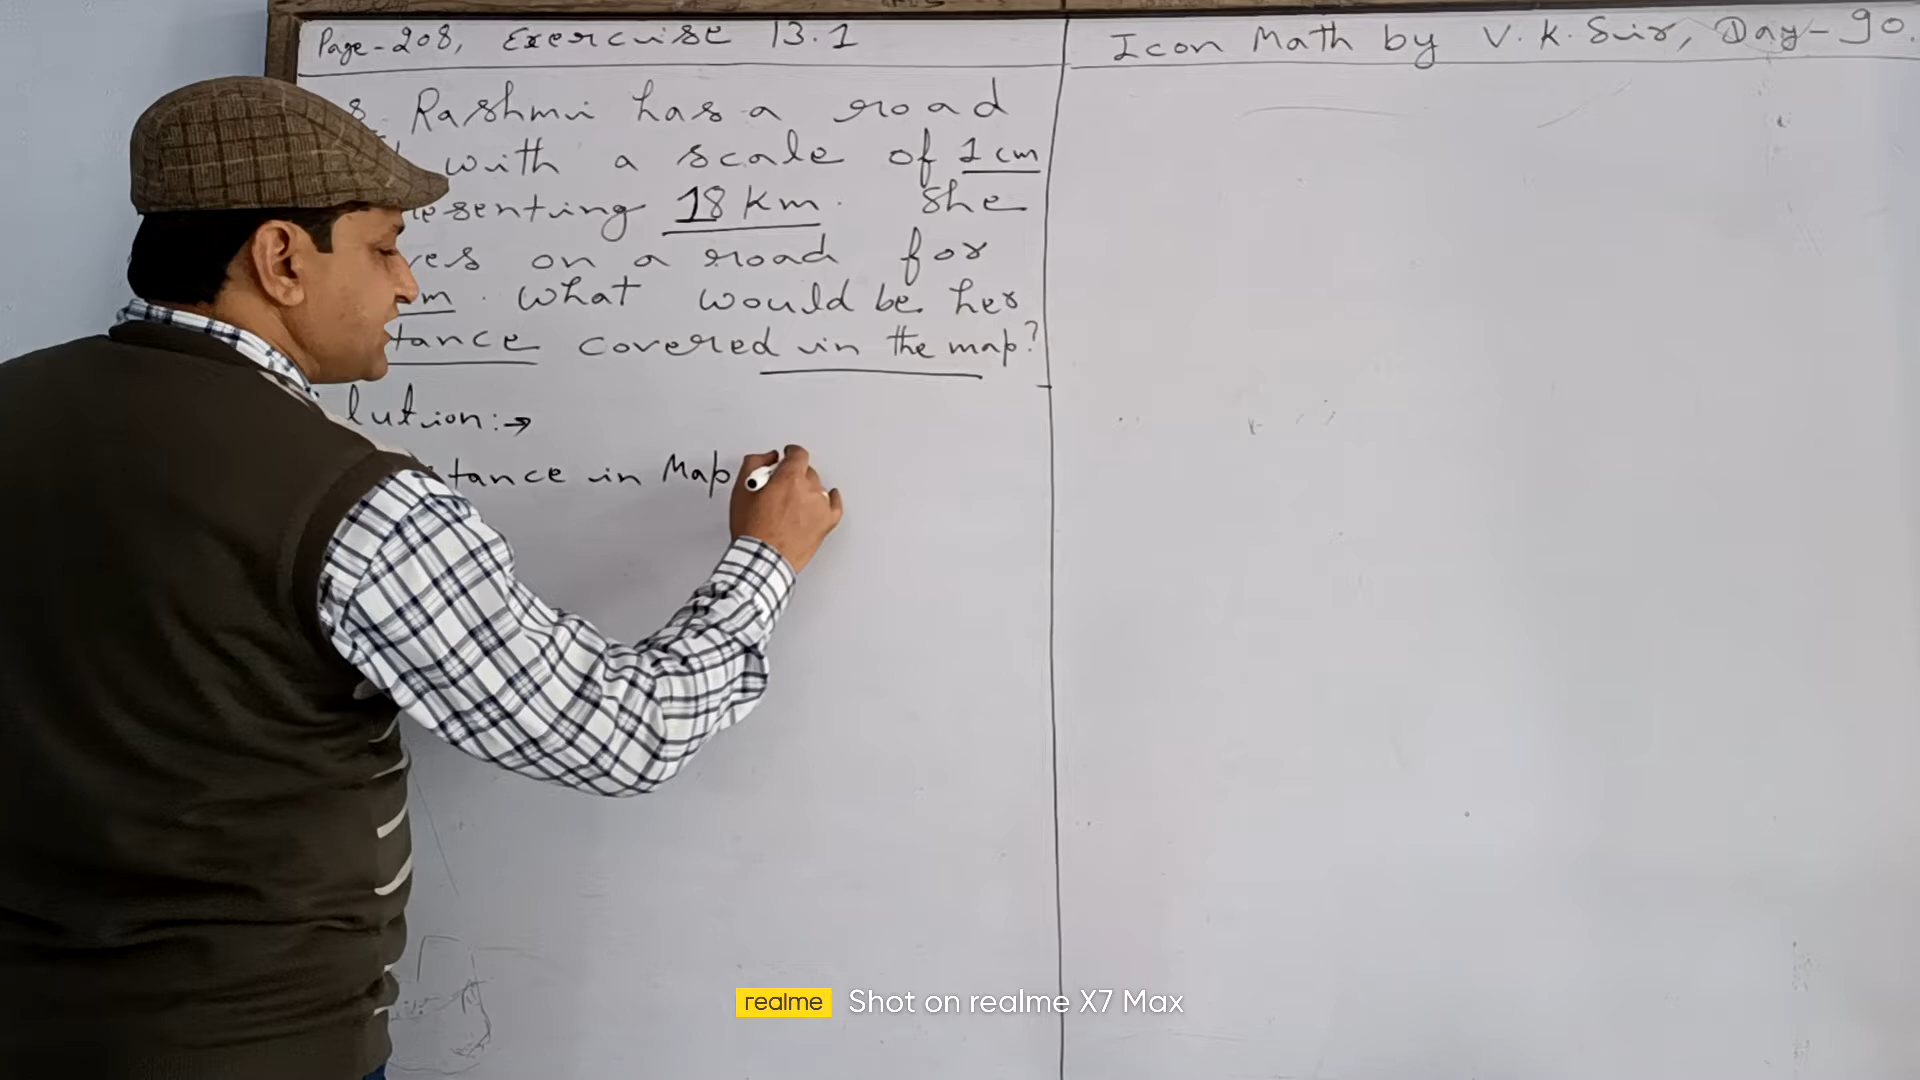 Page-208, Exercise 13.1
Icon Math by V.K.Sir, Day-90.
8. Rashmi has a road
with a scale of 1 cm
esenting 18 km. She
ves on a road for
m. What would be her
tance covered in the map?
lution:→
tance in Map
realme Shot on realme X7 Max